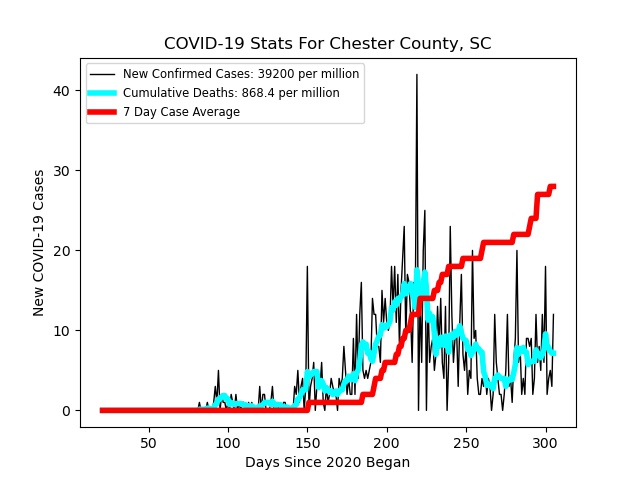 COVID-19 Stats For Chester County, SC
New Confirmed Cases: 39200 per million
Cumulative Deaths: 868.4 per million
7 Day Case Average
New COVID-19 Cases
40
30
20
10
0
50 100 150 200 250 300
Days Since 2020 Began